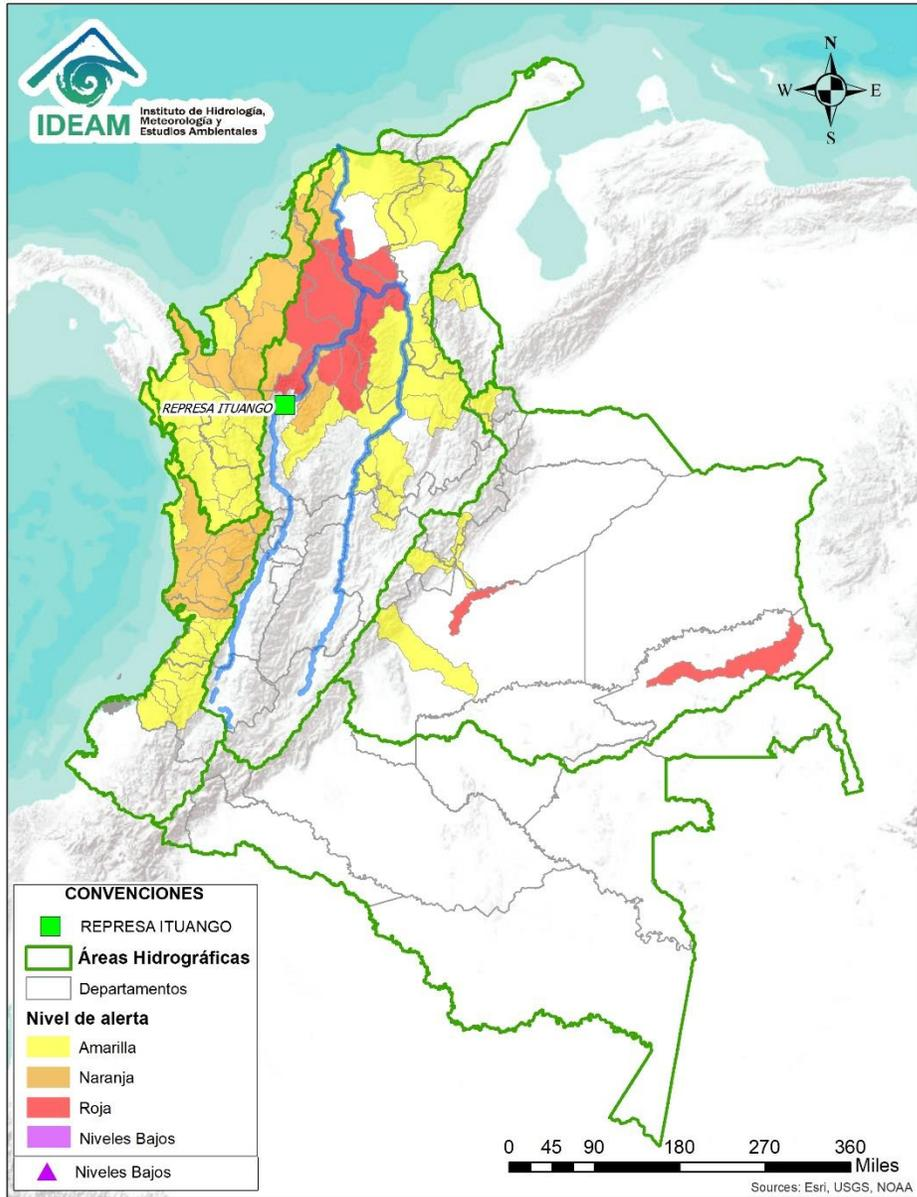 IDEAM
Instituto de Hidrología,
Meteorología y
Estudios Ambientales
N
W
E
S
REPRESA ITUANGO
CONVENCIONES
REPRESA ITUANGO
Áreas Hidrográficas
Departamentos
Nivel de alerta
Amarilla
Naranja
Roja
Niveles Bajos
Niveles Bajos
0 45 90 180 270 360
Miles
Sources: Esri, USGS, NOAA